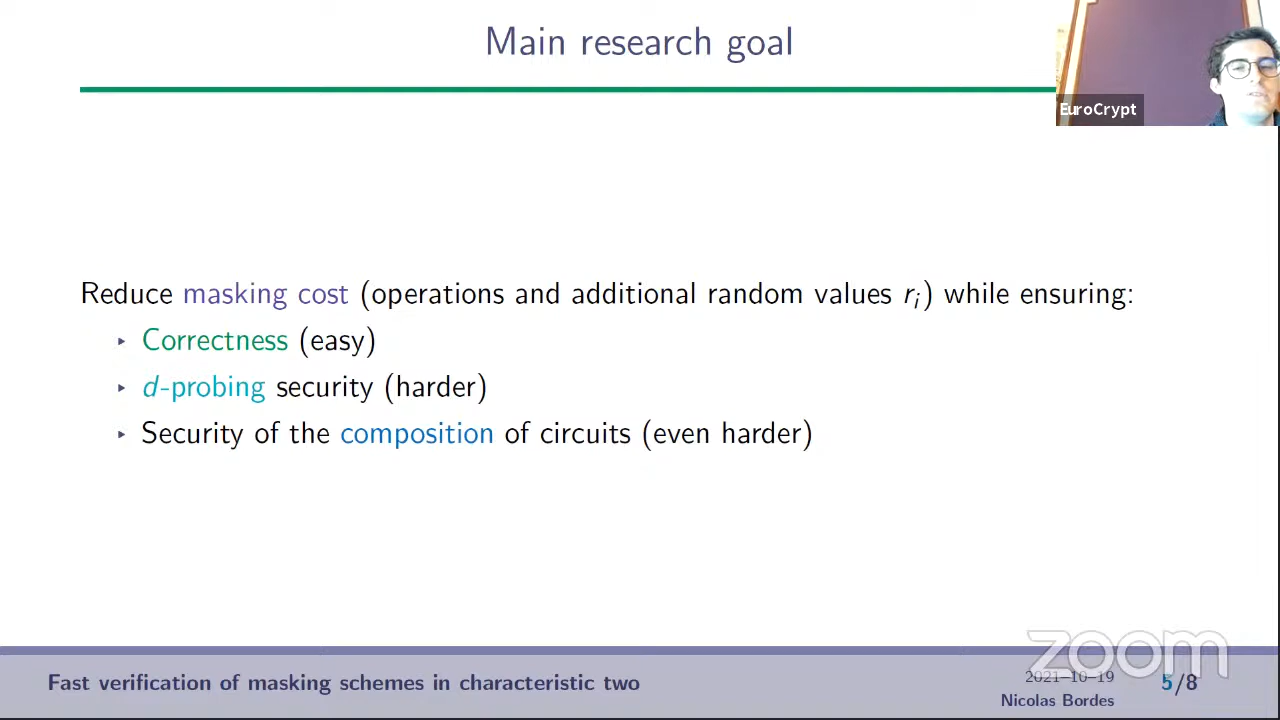 Main research goal
EuroCrypt
Reduce masking cost (operations and additional random values rᵢ) while ensuring:
‣ Correctness (easy)
‣ d-probing security (harder)
‣ Security of the composition of circuits (even harder)
zoom
Fast verification of masking schemes in characteristic two
2021–10–19
Nicolas Bordes
5/8